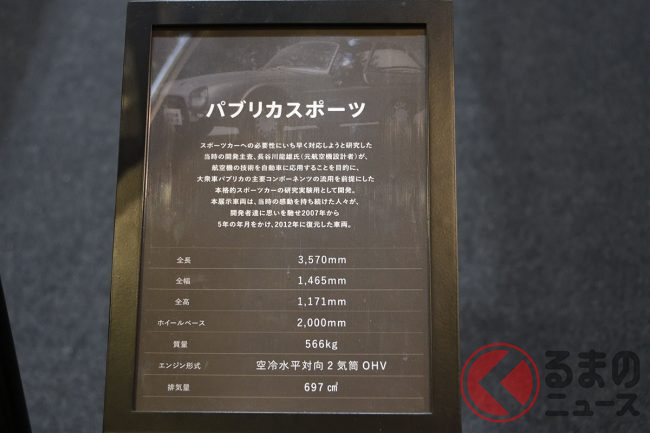 パブリカスポーツ
スポーツカーへの必要性にいち早く対応しようと研究した
当時の開発主査、長谷川龍雄氏(元航空機設計者)が、
航空機の技術を自動車に応用することを目的に、
大衆車パブリカの主要コンポーネンツの流用を前提にした
本格的スポーツカーの研究実験用として開発。
本展示車両は、当時の感動を持ち続けた人々が、
開発者達に思いを馳せ2007年から
5年の年月をかけ、2012年に復元した車両。
全長 3,570mm
全幅 1,465mm
全高 1,171mm
ホイールベース 2,000mm
質量 566kg
エンジン形式 空冷水平対向2気筒OHV
排気量 697㎤
くるまの
ニュース